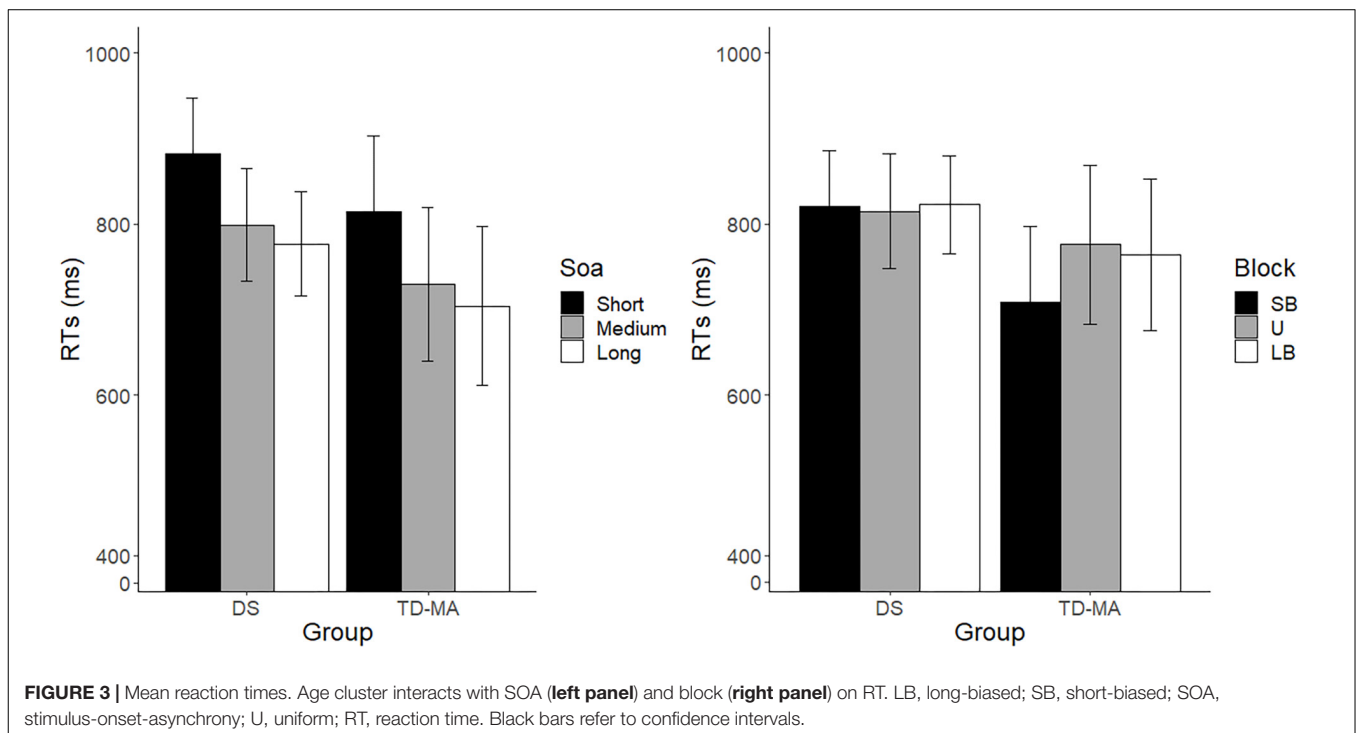 1000
800
600
400
0
RTs (ms)
DS
TD-MA
Group
Soa
Short
Medium
Long
1000
800
600
400
0
RTs (ms)
DS
TD-MA
Group
Block
SB
U
LB
FIGURE 3 | Mean reaction times. Age cluster interacts with SOA (left panel) and block (right panel) on RT. LB, long-biased; SB, short-biased; SOA,
stimulus-onset-asynchrony; U, uniform; RT, reaction time. Black bars refer to confidence intervals.